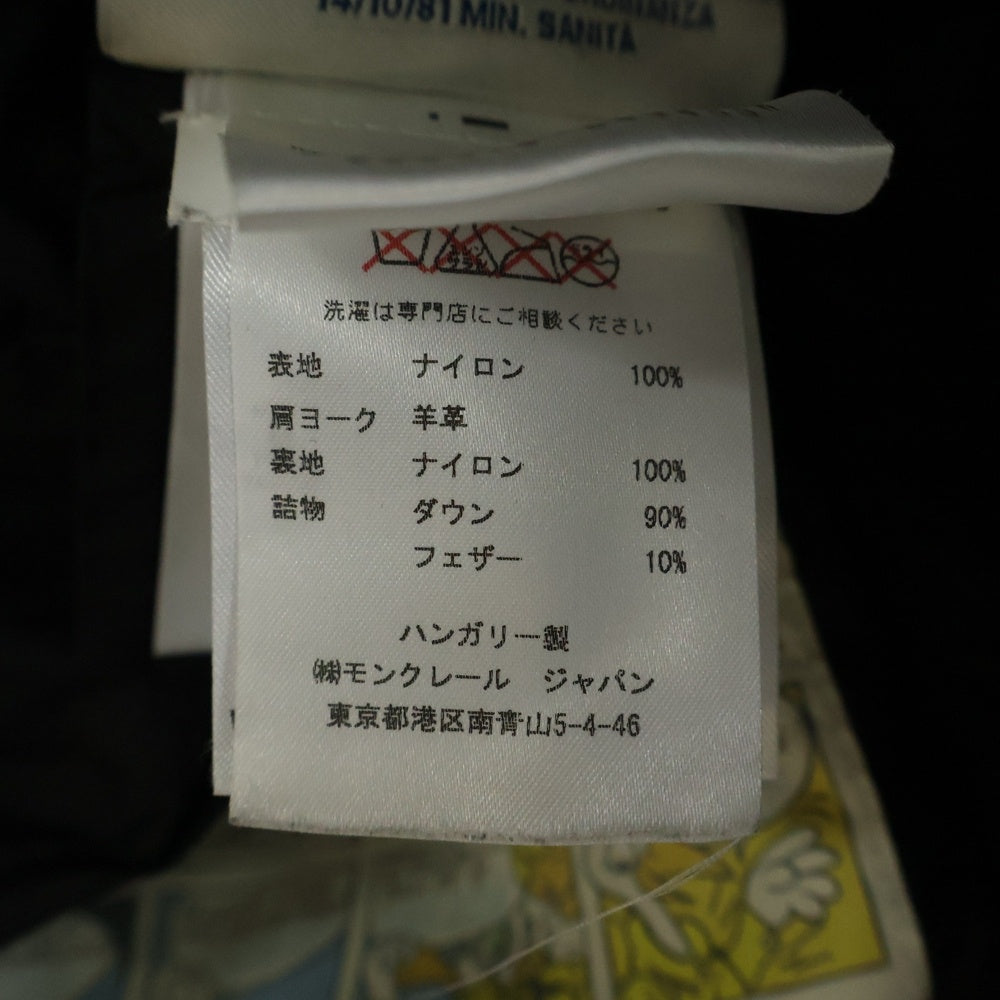 14/10/81 MIN. SANITÀ
洗濯は専門店にご相談ください
表地 ナイロン 100%
肩ヨーク 羊革
裏地 ナイロン 100%
詰物 ダウン 90%
フェザー 10%
ハンガリー製
㈱モンクレール ジャパン
東京都港区南青山5-4-46